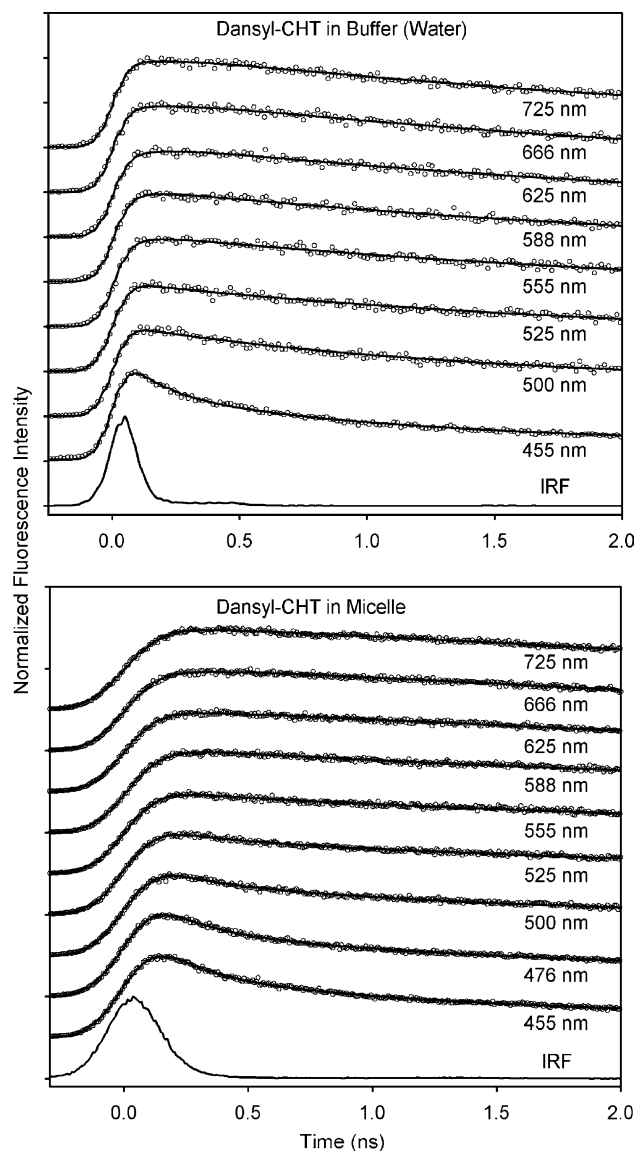 Dansyl-CHT in Buffer (Water)
725 nm
666 nm
625 nm
588 nm
555 nm
525 nm
500 nm
455 nm
IRF
0.0 0.5 1.0 1.5 2.0
Normalized Fluorescence Intensity
Dansyl-CHT in Micelle
725 nm
666 nm
625 nm
588 nm
555 nm
525 nm
500 nm
476 nm
455 nm
IRF
0.0 0.5 1.0 1.5 2.0
Time (ns)